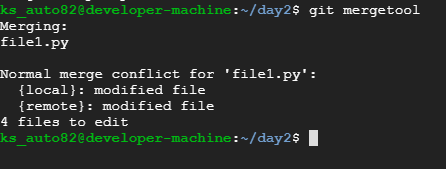 ks_auto82@developer-machine:~/day2$ git mergetool
Merging:
file1.py

Normal merge conflict for 'file1.py':
  {local}: modified file
  {remote}: modified file
4 files to edit
ks_auto82@developer-machine:~/day2$